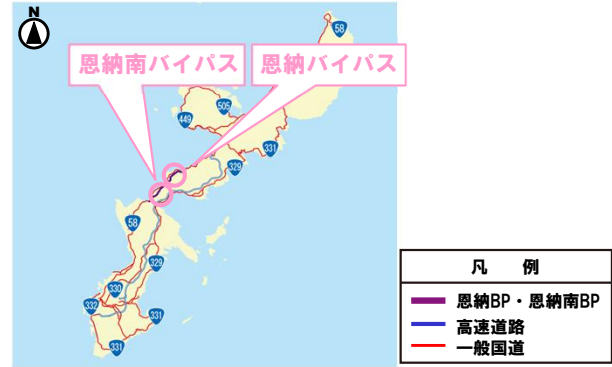 N
58
恩納南バイパス
恩納バイパス
505
449
331
329
58
329
330
332
331
331
凡 例
恩納BP・恩納南BP
高速道路
一般国道